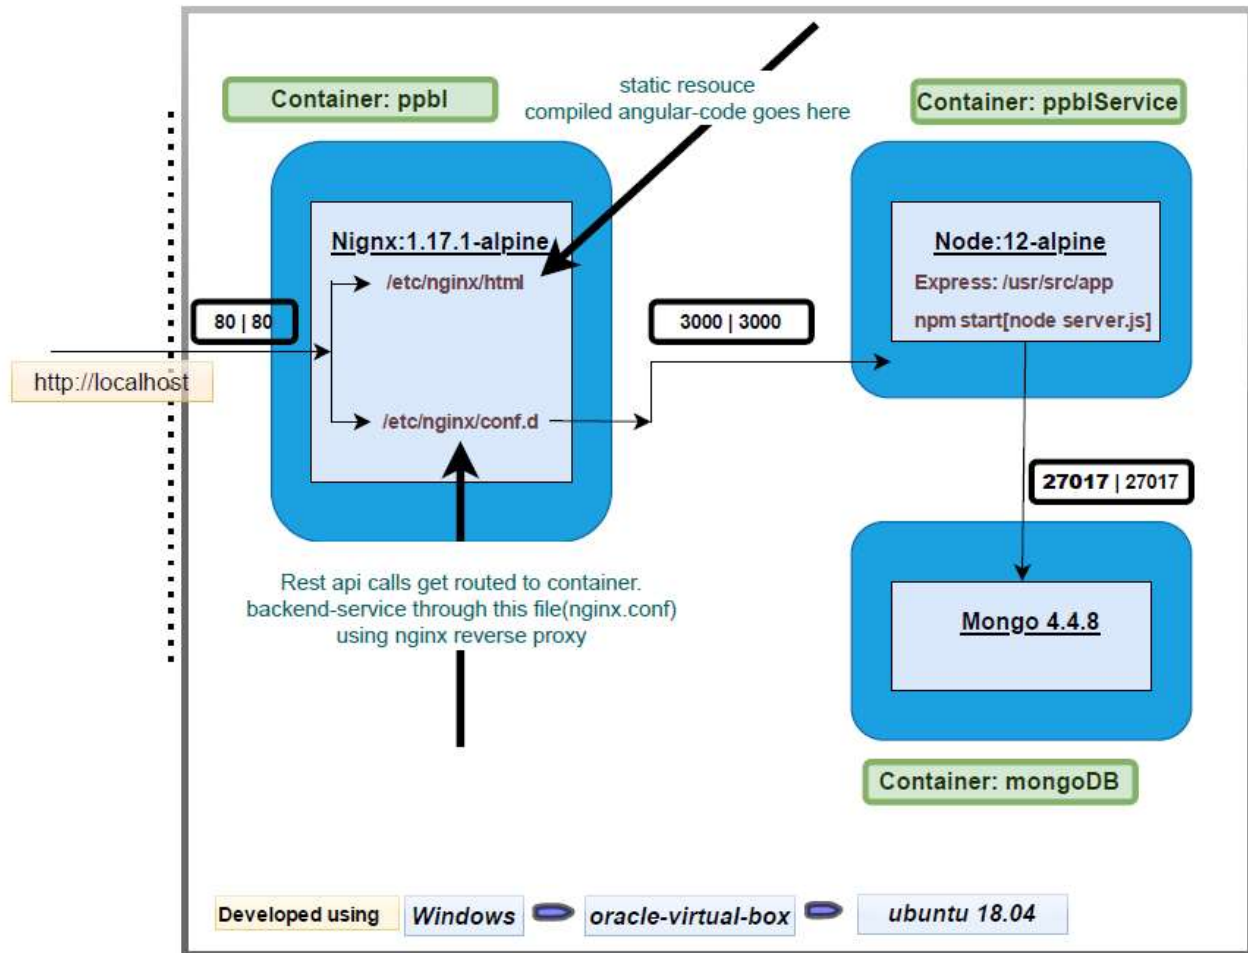 static resouce
compiled angular-code goes here
Container: ppbl
Container: ppblService
Nignx:1.17.1-alpine
/etc/nginx/html
/etc/nginx/conf.d
80 | 80
http://localhost
3000 | 3000
Node:12-alpine
Express: /usr/src/app
npm start[node server.js]
27017 | 27017
Rest api calls get routed to container.
backend-service through this file(nginx.conf)
using nginx reverse proxy
Mongo 4.4.8
Container: mongoDB
Developed using
Windows
oracle-virtual-box
ubuntu 18.04